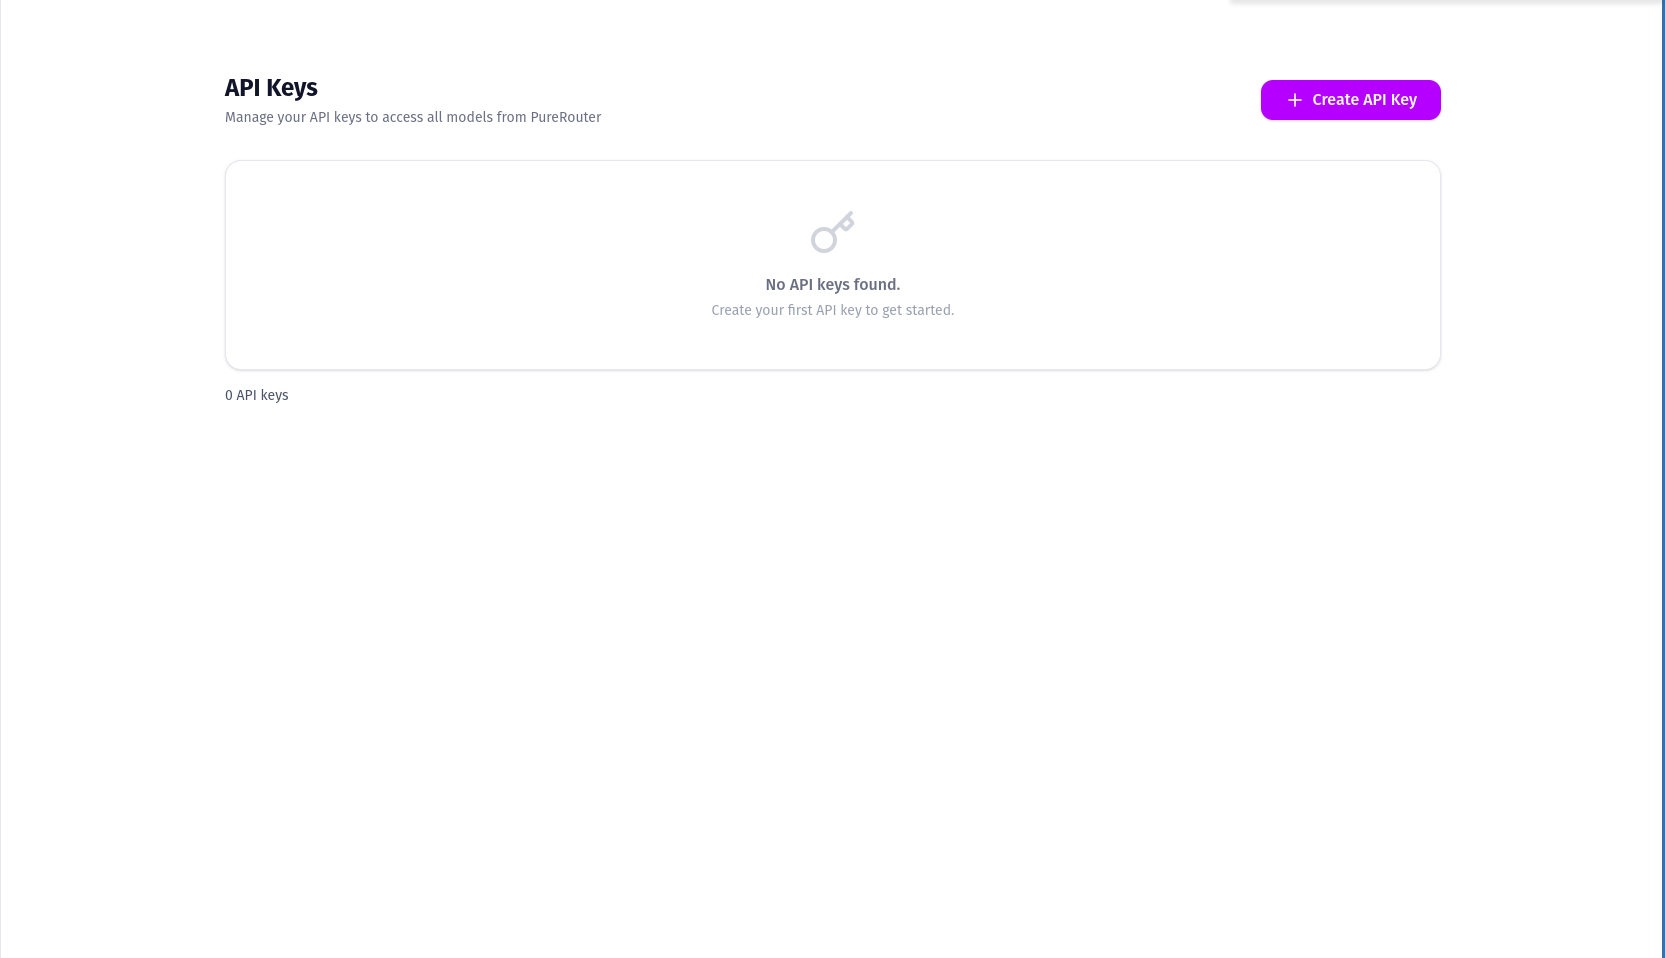 API Keys
Manage your API keys to access all models from PureRouter
Create API Key
No API keys found.
Create your first API key to get started.
0 API keys